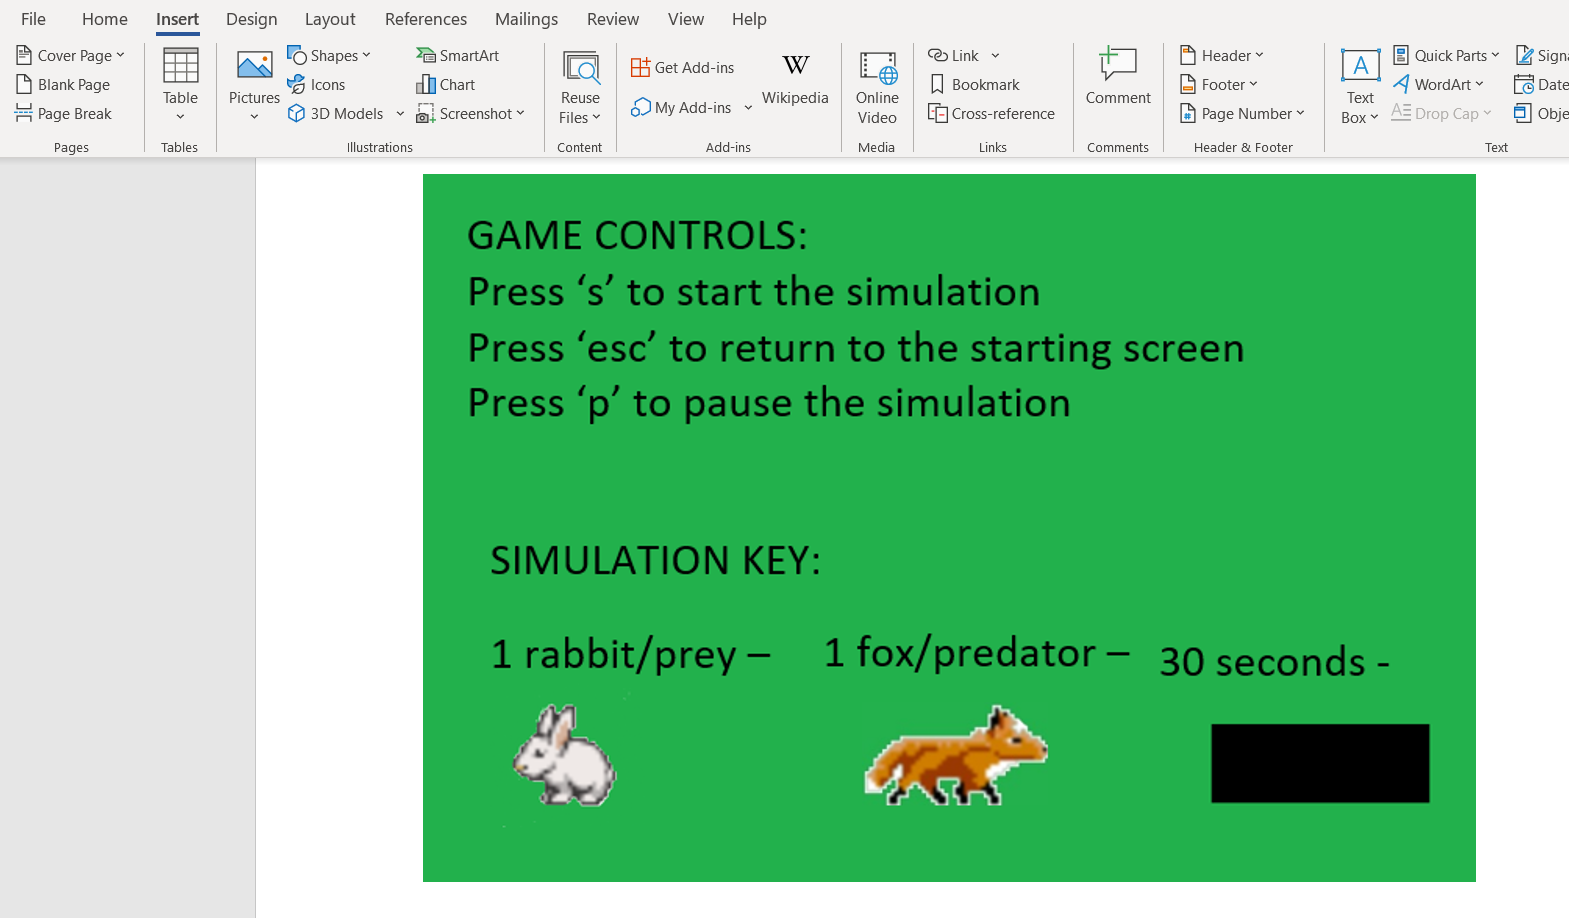 File Home Insert Design Layout References Mailings Review View Help
Cover Page
Blank Page
Page Break
Pages
Table
Tables
Pictures
Shapes
Icons
3D Models
SmartArt
Chart
Screenshot
Illustrations
Reuse
Files
Content
Get Add-ins
My Add-ins
W
Wikipedia
Add-ins
Online
Video
Media
Link
Bookmark
Cross-reference
Links
Comment
Comments
Header
Footer
Page Number
Header & Footer
A
Text
Box
Quick Parts
WordArt
Drop Cap
Signa
Date
Obje
Text
GAME CONTROLS:
Press ‘s’ to start the simulation
Press ‘esc’ to return to the starting screen
Press ‘p’ to pause the simulation
SIMULATION KEY:
1 rabbit/prey – 1 fox/predator – 30 seconds -